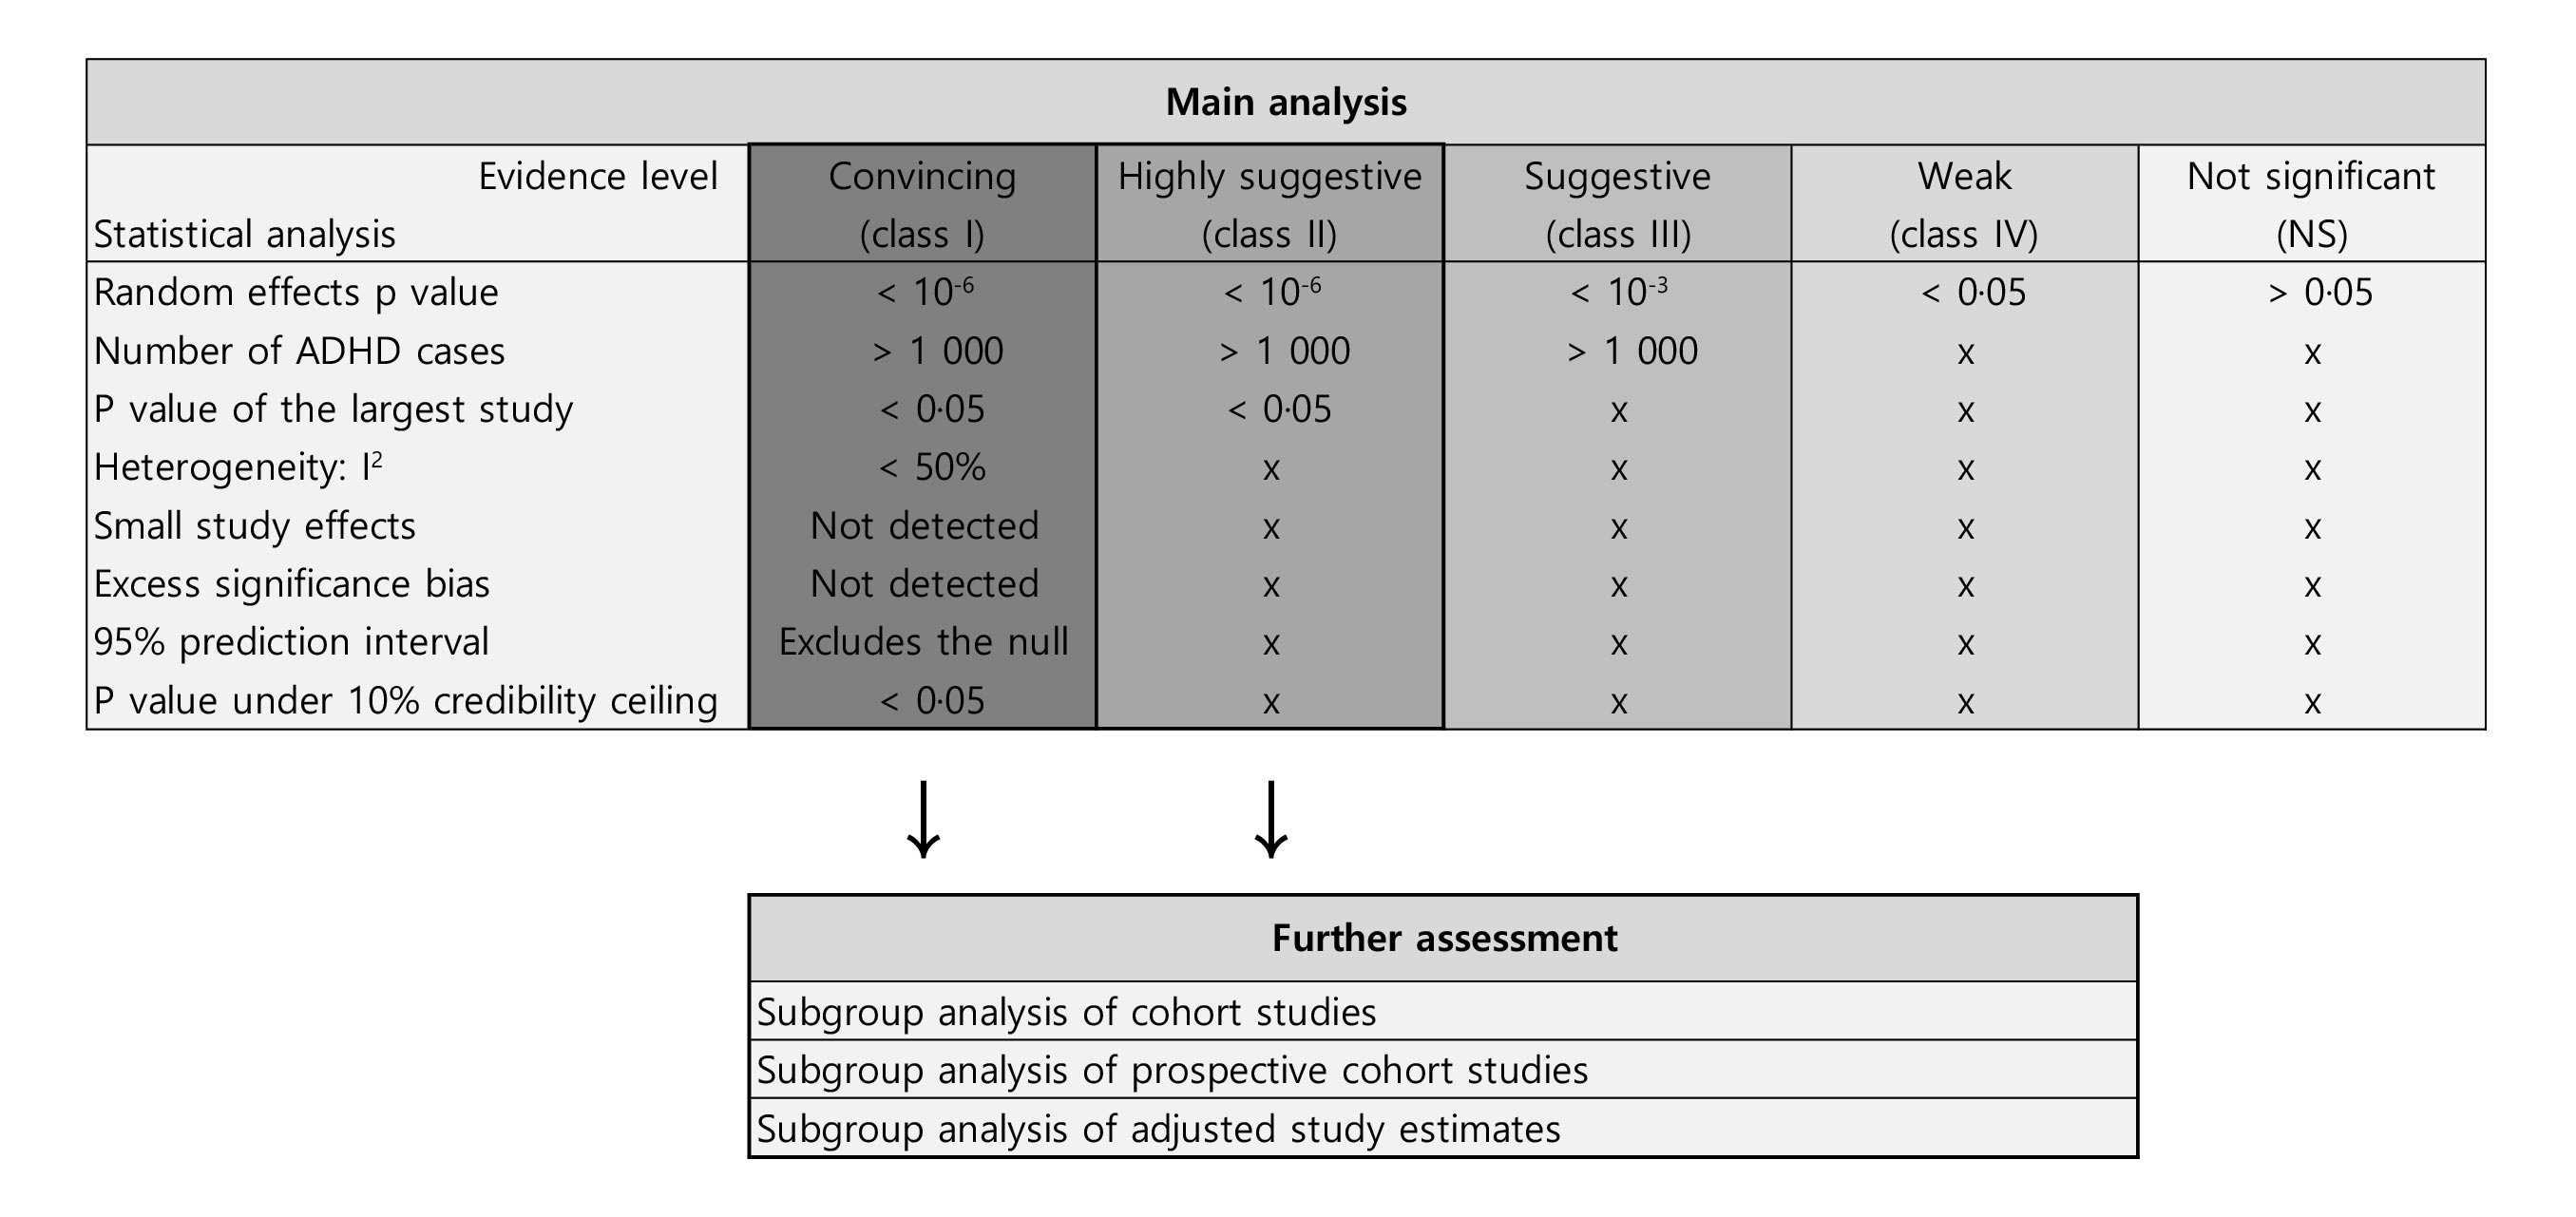 Main analysis
Evidence level Convincing Highly suggestive Suggestive Weak Not significant
Statistical analysis (class I) (class II) (class III) (class IV) (NS)
Random effects p value < 10⁻⁶ < 10⁻⁶ < 10⁻³ < 0·05 > 0·05
Number of ADHD cases > 1 000 > 1 000 > 1 000 x x
P value of the largest study < 0·05 < 0·05 x x x
Heterogeneity: I² < 50% x x x x
Small study effects Not detected x x x x
Excess significance bias Not detected x x x x
95% prediction interval Excludes the null x x x x
P value under 10% credibility ceiling < 0·05 x x x x
Further assessment
Subgroup analysis of cohort studies
Subgroup analysis of prospective cohort studies
Subgroup analysis of adjusted study estimates